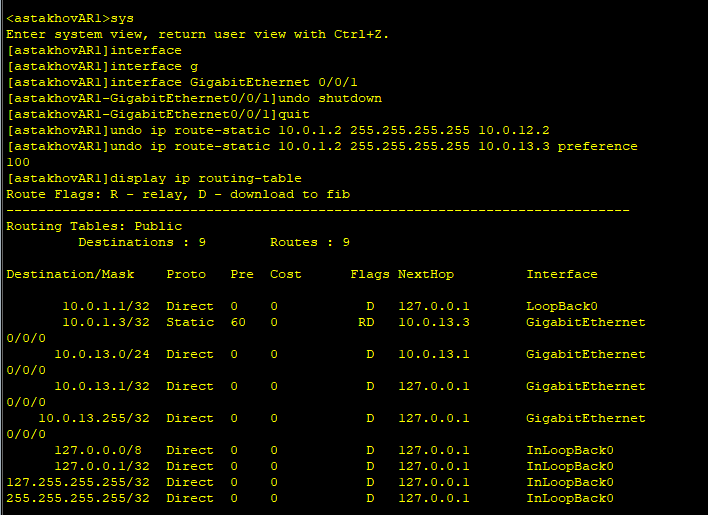 <astakhovAR1>sys
Enter system view, return user view with Ctrl+Z.
[astakhovAR1]interface
[astakhovAR1]interface g
[astakhovAR1]interface GigabitEthernet 0/0/1
[astakhovAR1-GigabitEthernet0/0/1]undo shutdown
[astakhovAR1-GigabitEthernet0/0/1]quit
[astakhovAR1]undo ip route-static 10.0.1.2 255.255.255.255 10.0.12.2
[astakhovAR1]undo ip route-static 10.0.1.2 255.255.255.255 10.0.13.3 preference
100
[astakhovAR1]display ip routing-table
Route Flags: R - relay, D - download to fib
------------------------------------------------------------------------------
Routing Tables: Public
         Destinations : 9        Routes : 9

Destination/Mask    Proto  Pre  Cost      Flags NextHop         Interface

       10.0.1.1/32  Direct  0    0           D   127.0.0.1       LoopBack0
       10.0.1.3/32  Static  60   0          RD   10.0.13.3       GigabitEthernet
0/0/0
      10.0.13.0/24  Direct  0    0           D   10.0.13.1       GigabitEthernet
0/0/0
      10.0.13.1/32  Direct  0    0           D   127.0.0.1       GigabitEthernet
0/0/0
    10.0.13.255/32  Direct  0    0           D   127.0.0.1       GigabitEthernet
0/0/0
      127.0.0.0/8   Direct  0    0           D   127.0.0.1       InLoopBack0
      127.0.0.1/32  Direct  0    0           D   127.0.0.1       InLoopBack0
127.255.255.255/32  Direct  0    0           D   127.0.0.1       InLoopBack0
255.255.255.255/32  Direct  0    0           D   127.0.0.1       InLoopBack0